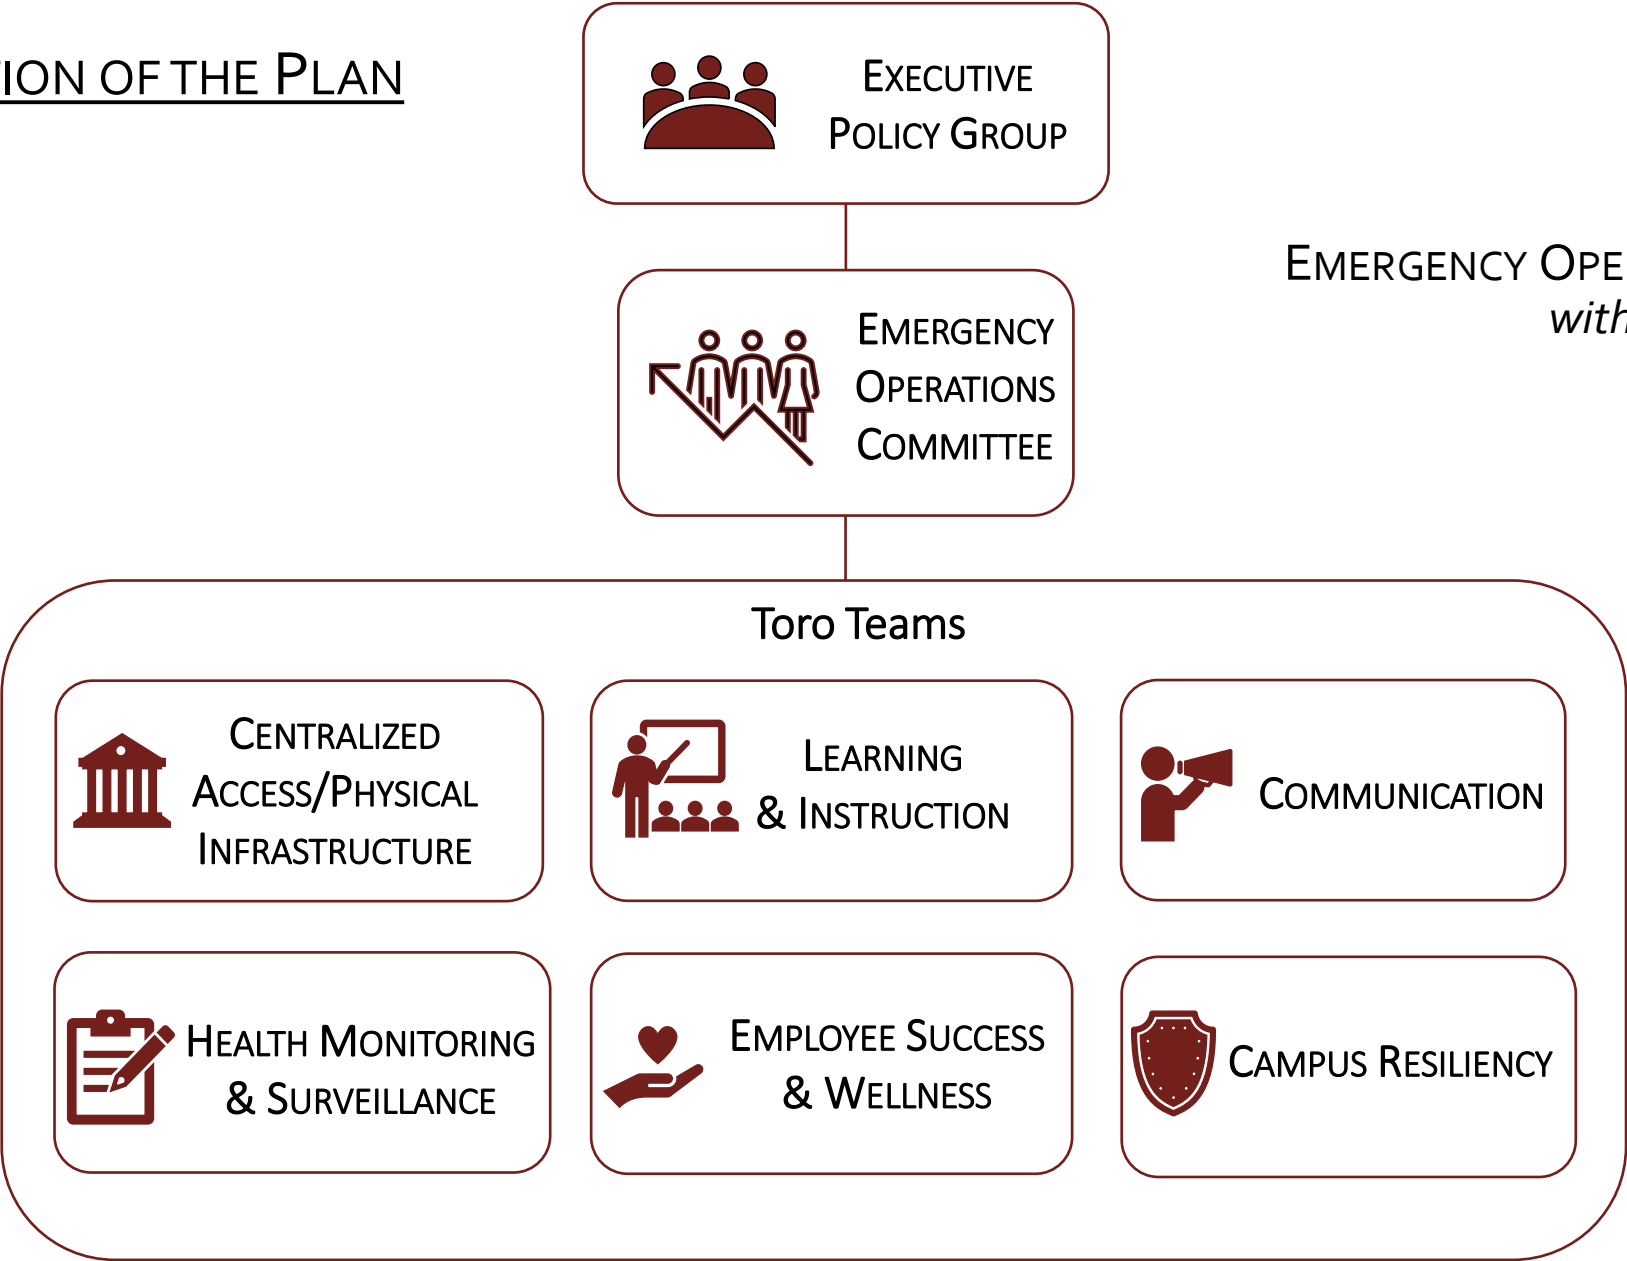 TION OF THE PLAN
EXECUTIVE
POLICY GROUP
EMERGENCY OPE
with
EMERGENCY
OPERATIONS
COMMITTEE
Toro Teams
CENTRALIZED
ACCESS/PHYSICAL
INFRASTRUCTURE
LEARNING
& INSTRUCTION
COMMUNICATION
HEALTH MONITORING
& SURVEILLANCE
EMPLOYEE SUCCESS
& WELLNESS
CAMPUS RESILIENCY